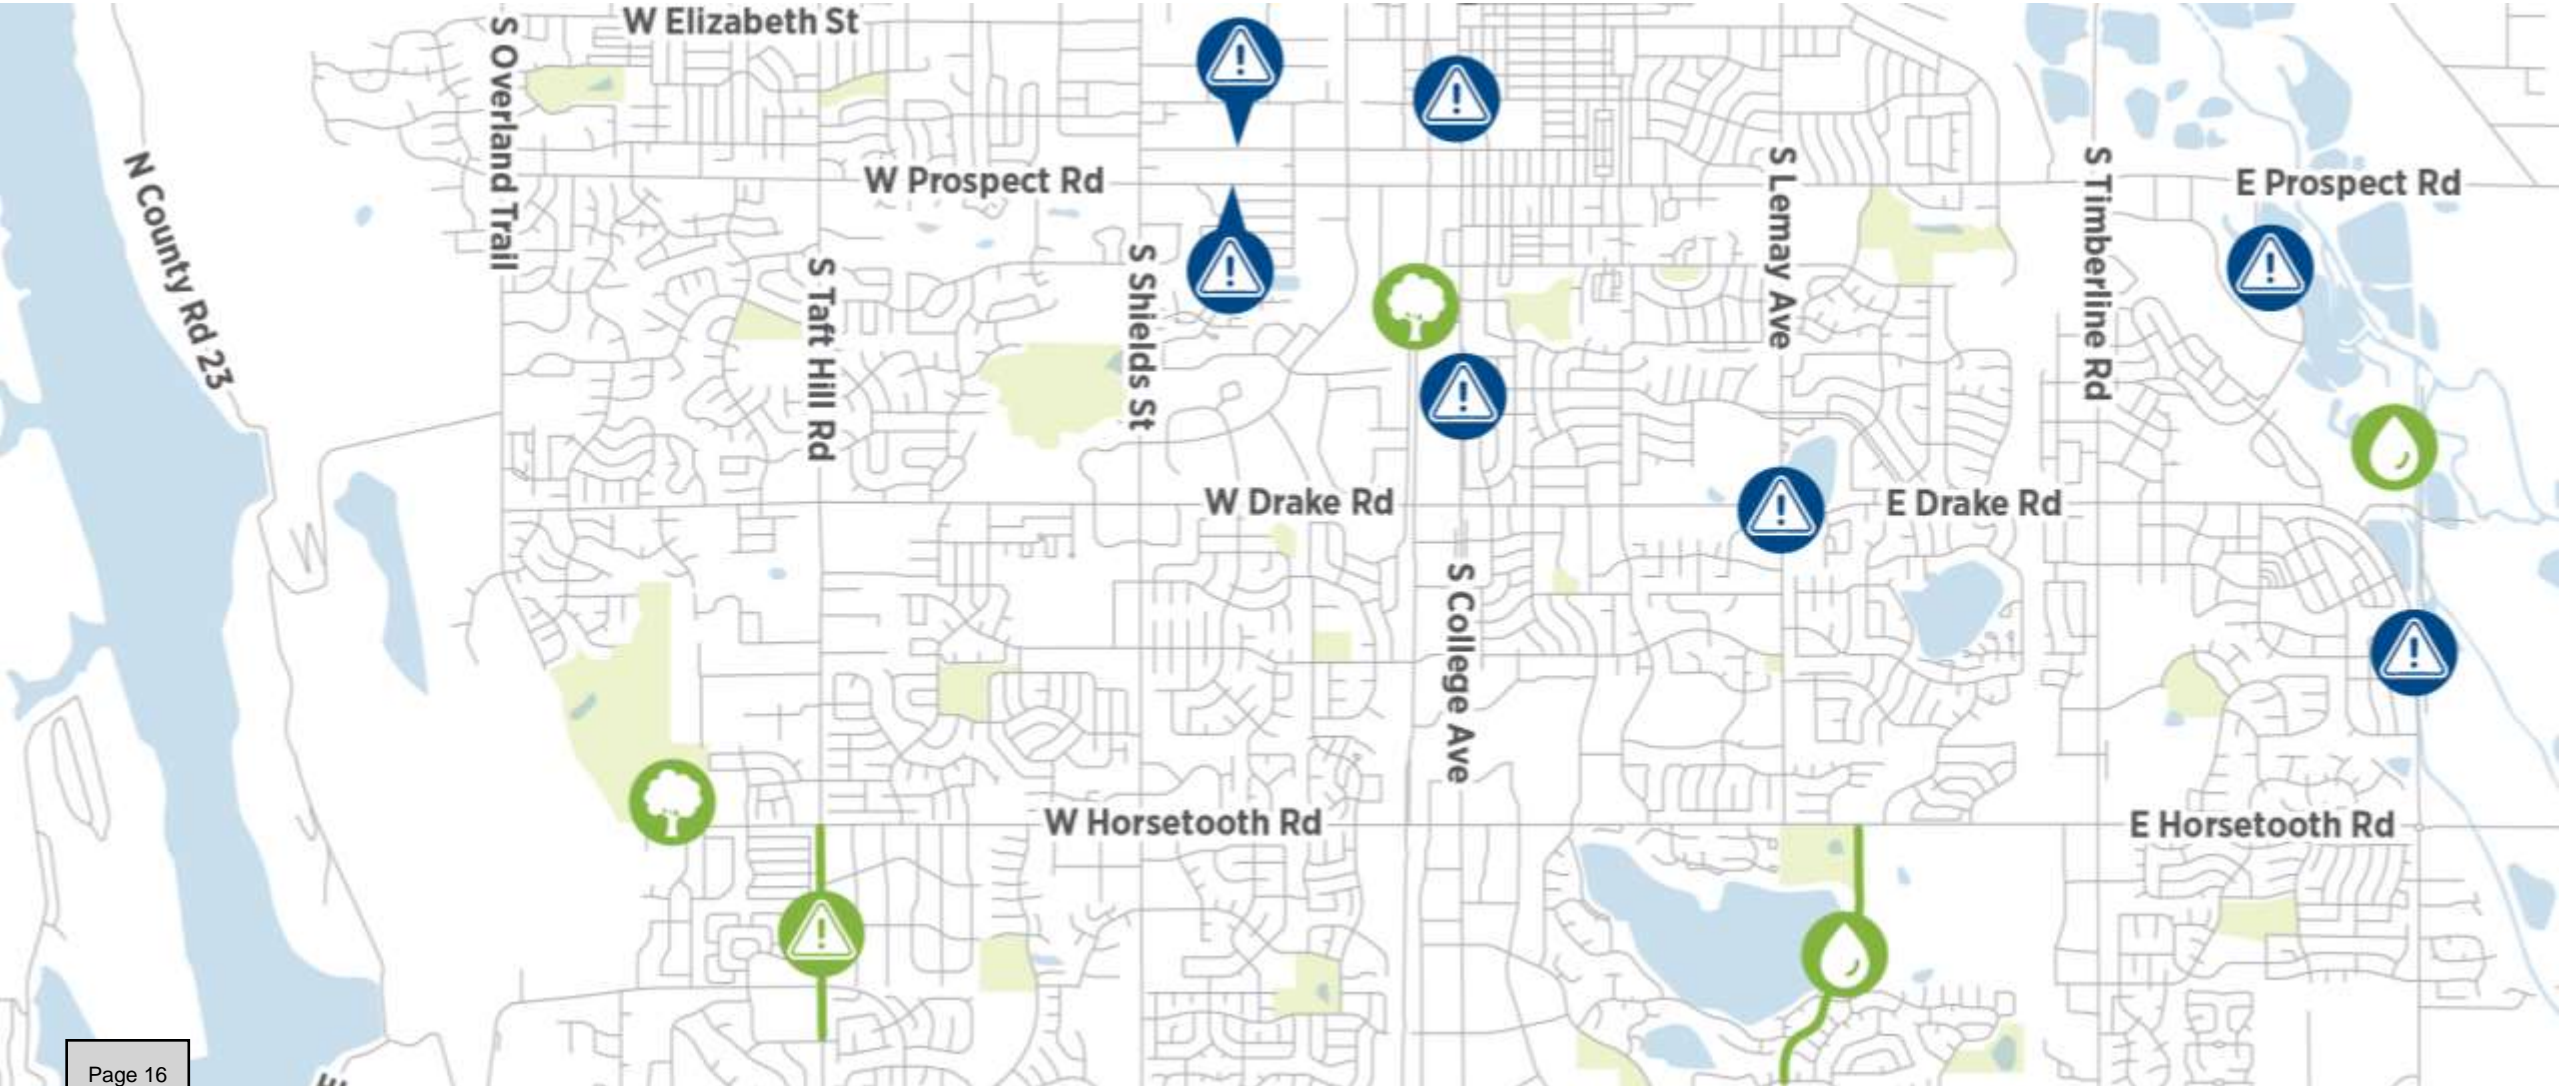 W Elizabeth St
S Overland Trail
N County Rd 23
W Prospect Rd
S Lemay Ave
S Timberline Rd
E Prospect Rd
S Taft Hill Rd
S Shields St
W Drake Rd
E Drake Rd
S College Ave
W Horsetooth Rd
E Horsetooth Rd
Page 16